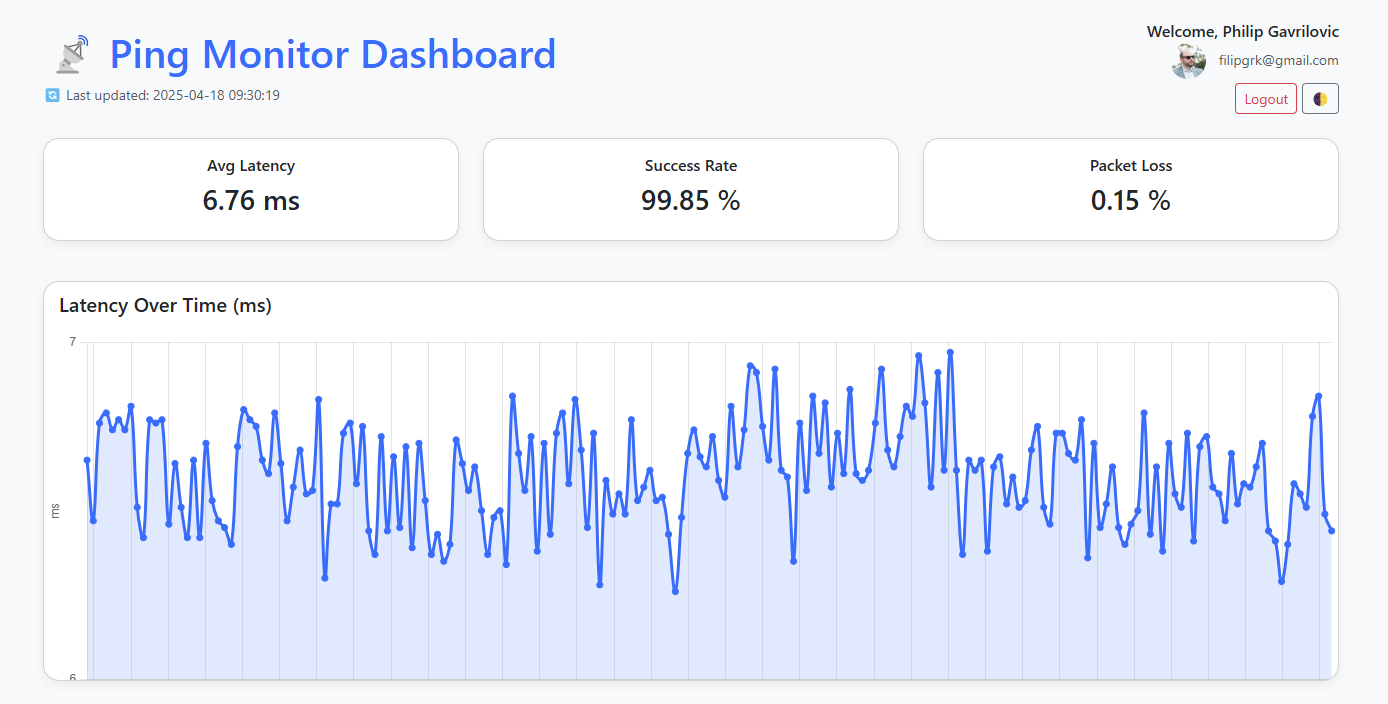 Ping Monitor Dashboard
Last updated: 2025-04-18 09:30:19
Welcome, Philip Gavrilovic
filipgrk@gmail.com
Logout
Avg Latency
6.76 ms
Success Rate
99.85 %
Packet Loss
0.15 %
Latency Over Time (ms)
7
ms
6